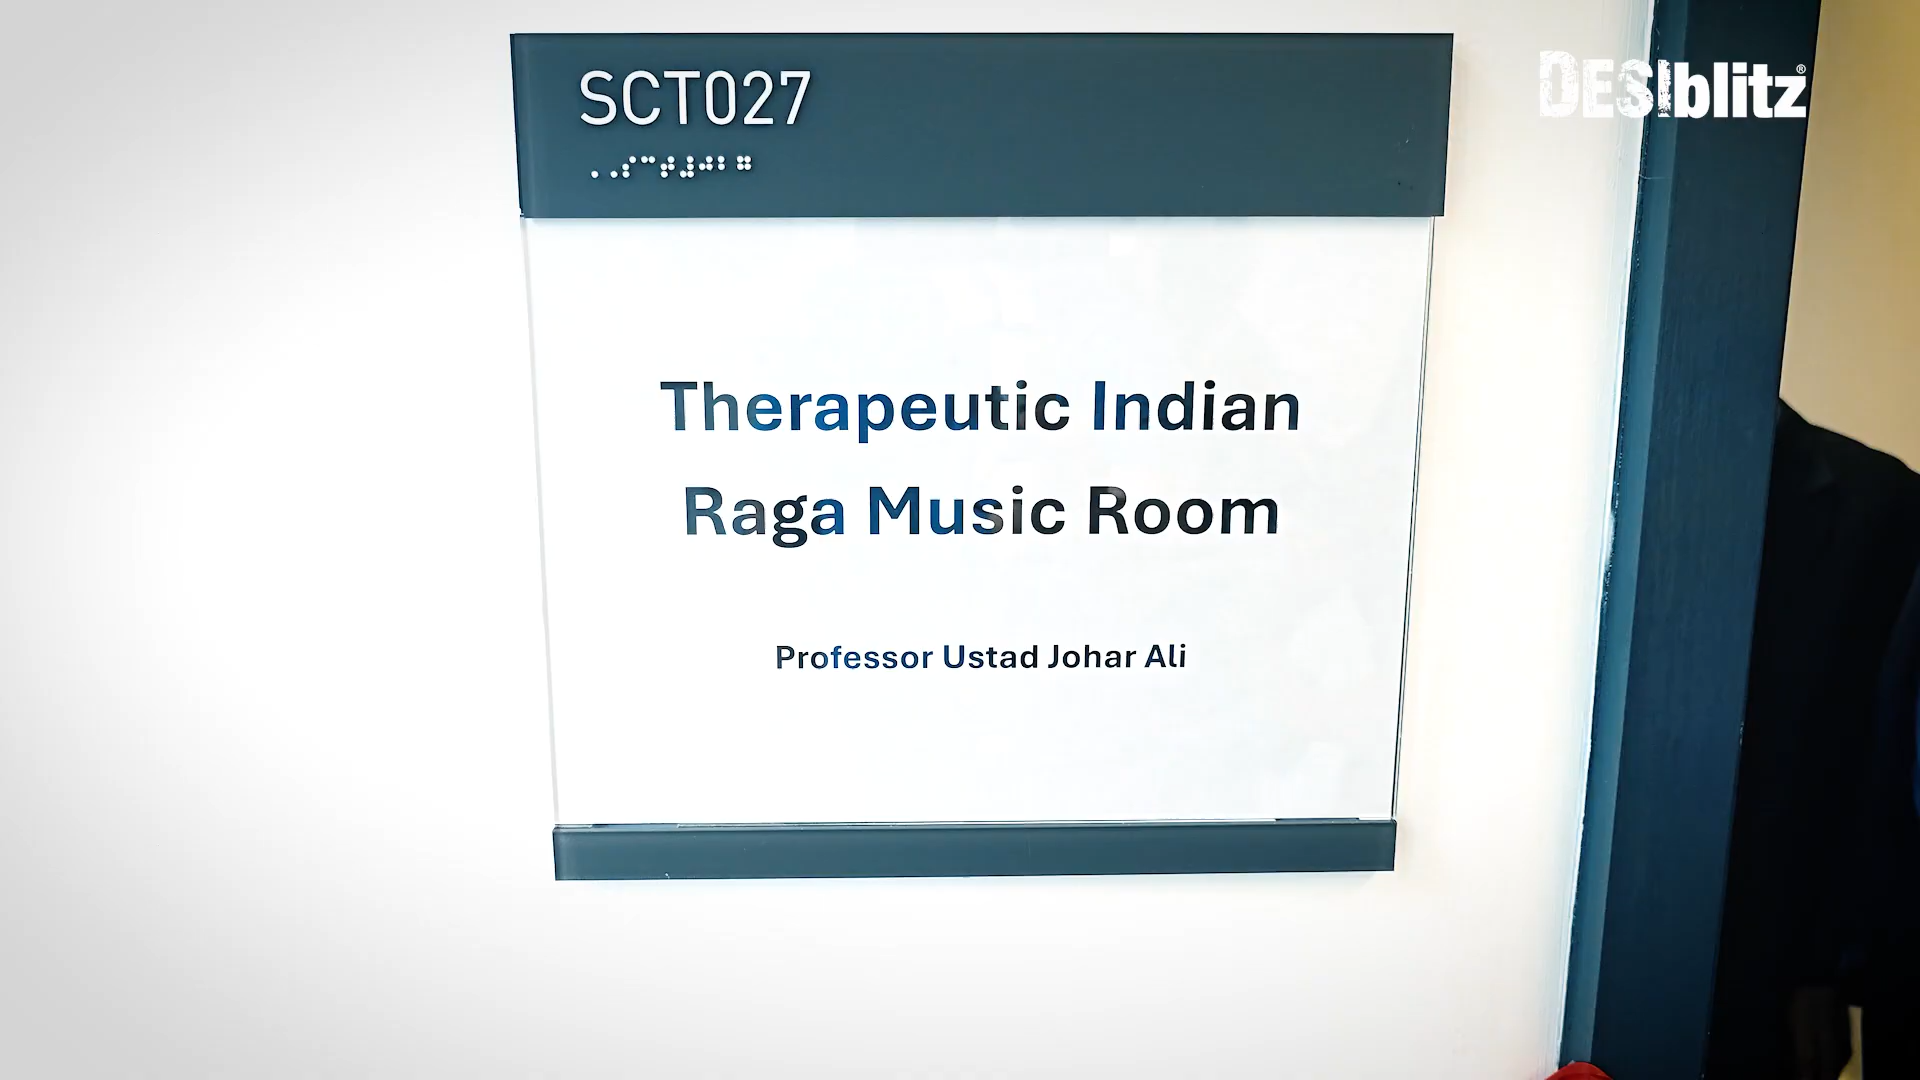 SCT027
DESIblitz®
Therapeutic Indian
Raga Music Room
Professor Ustad Johar Ali